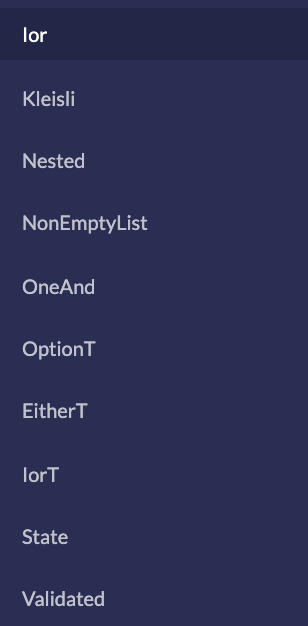 Ior
Kleisli
Nested
NonEmptyList
OneAnd
OptionT
EitherT
IorT
State
Validated